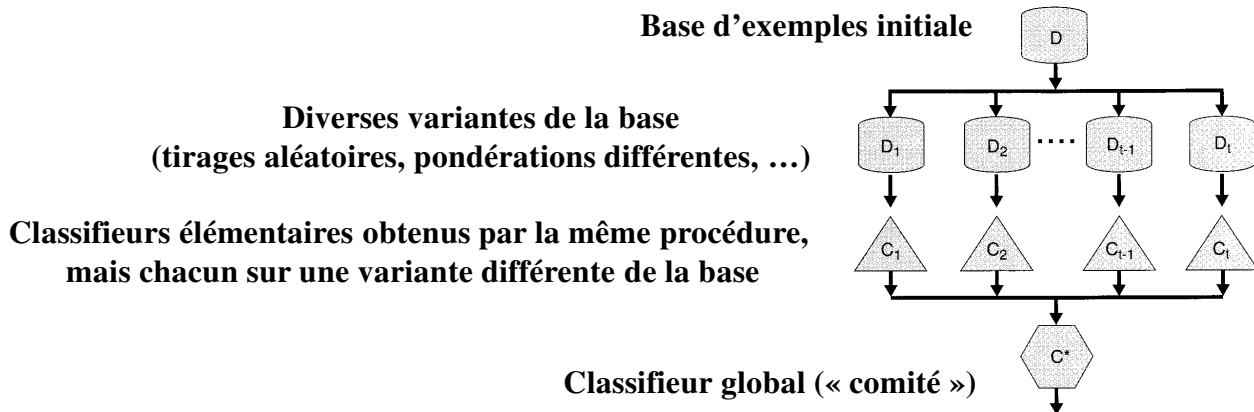 Base d’exemples initiale
D
Diverses variantes de la base
(tirages aléatoires, pondérations différentes, …)
D1 D2 .... Dt-1 Dt
Classifieurs élémentaires obtenus par la même procédure,
mais chacun sur une variante différente de la base
C1 C2 Ct-1 Ct
C*
Classifieur global (« comité »)